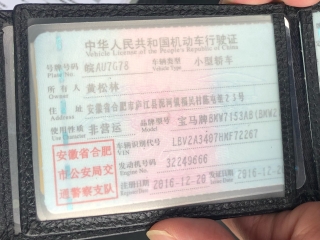 中华人民共和国机动车行驶证
Vehicle License of the People's Republic of China
号牌号码 皖AU7G78 车辆类型 小型轿车
Plate No. Vehicle Type
所有人 黄松林
Owner
住址 安徽省合肥市庐江县
Address
使用性质 非营运 品牌型号 宝马牌BMW2153AB(BMWZ
Use Character Model
安徽省合肥 车辆识别代号 LBV2A3407HKF72267
VIN
市公安局交 发动机号码 32249666
Engine No.
通警察支队 注册日期 2016-12-20 发证日期 2016-12-2
Register Date Issue Date